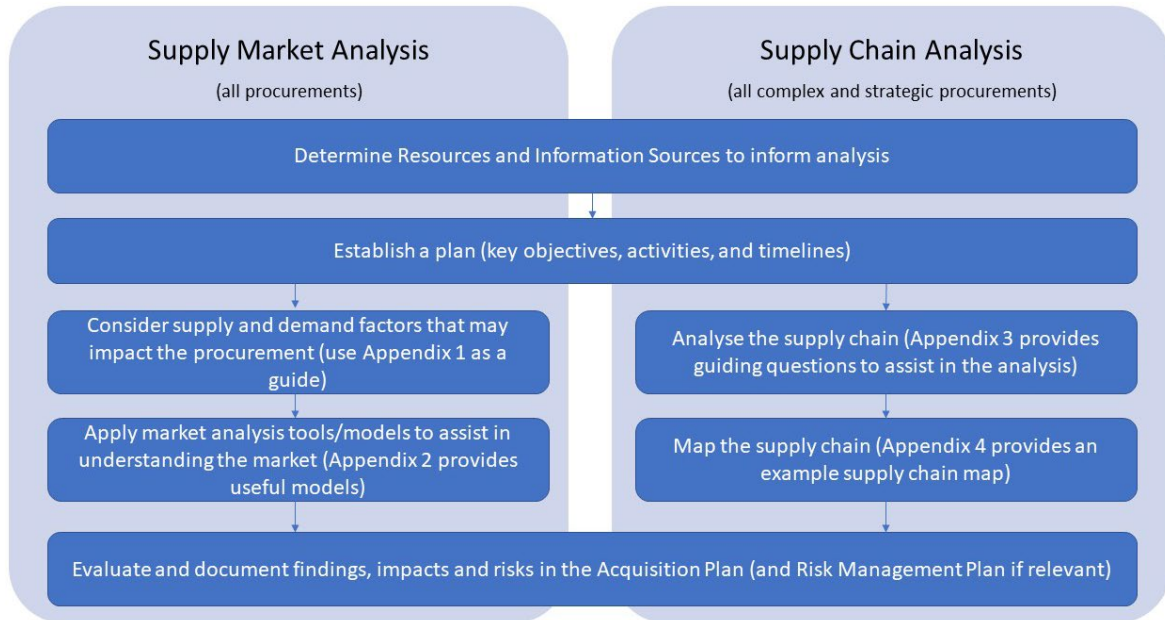 Supply Market Analysis
(all procurements)
Supply Chain Analysis
(all complex and strategic procurements)
Determine Resources and Information Sources to inform analysis
Establish a plan (key objectives, activities, and timelines)
Consider supply and demand factors that may
impact the procurement (use Appendix 1 as a
guide)
Analyse the supply chain (Appendix 3 provides
guiding questions to assist in the analysis)
Apply market analysis tools/models to assist in
understanding the market (Appendix 2 provides
useful models)
Map the supply chain (Appendix 4 provides an
example supply chain map)
Evaluate and document findings, impacts and risks in the Acquisition Plan (and Risk Management Plan if relevant)